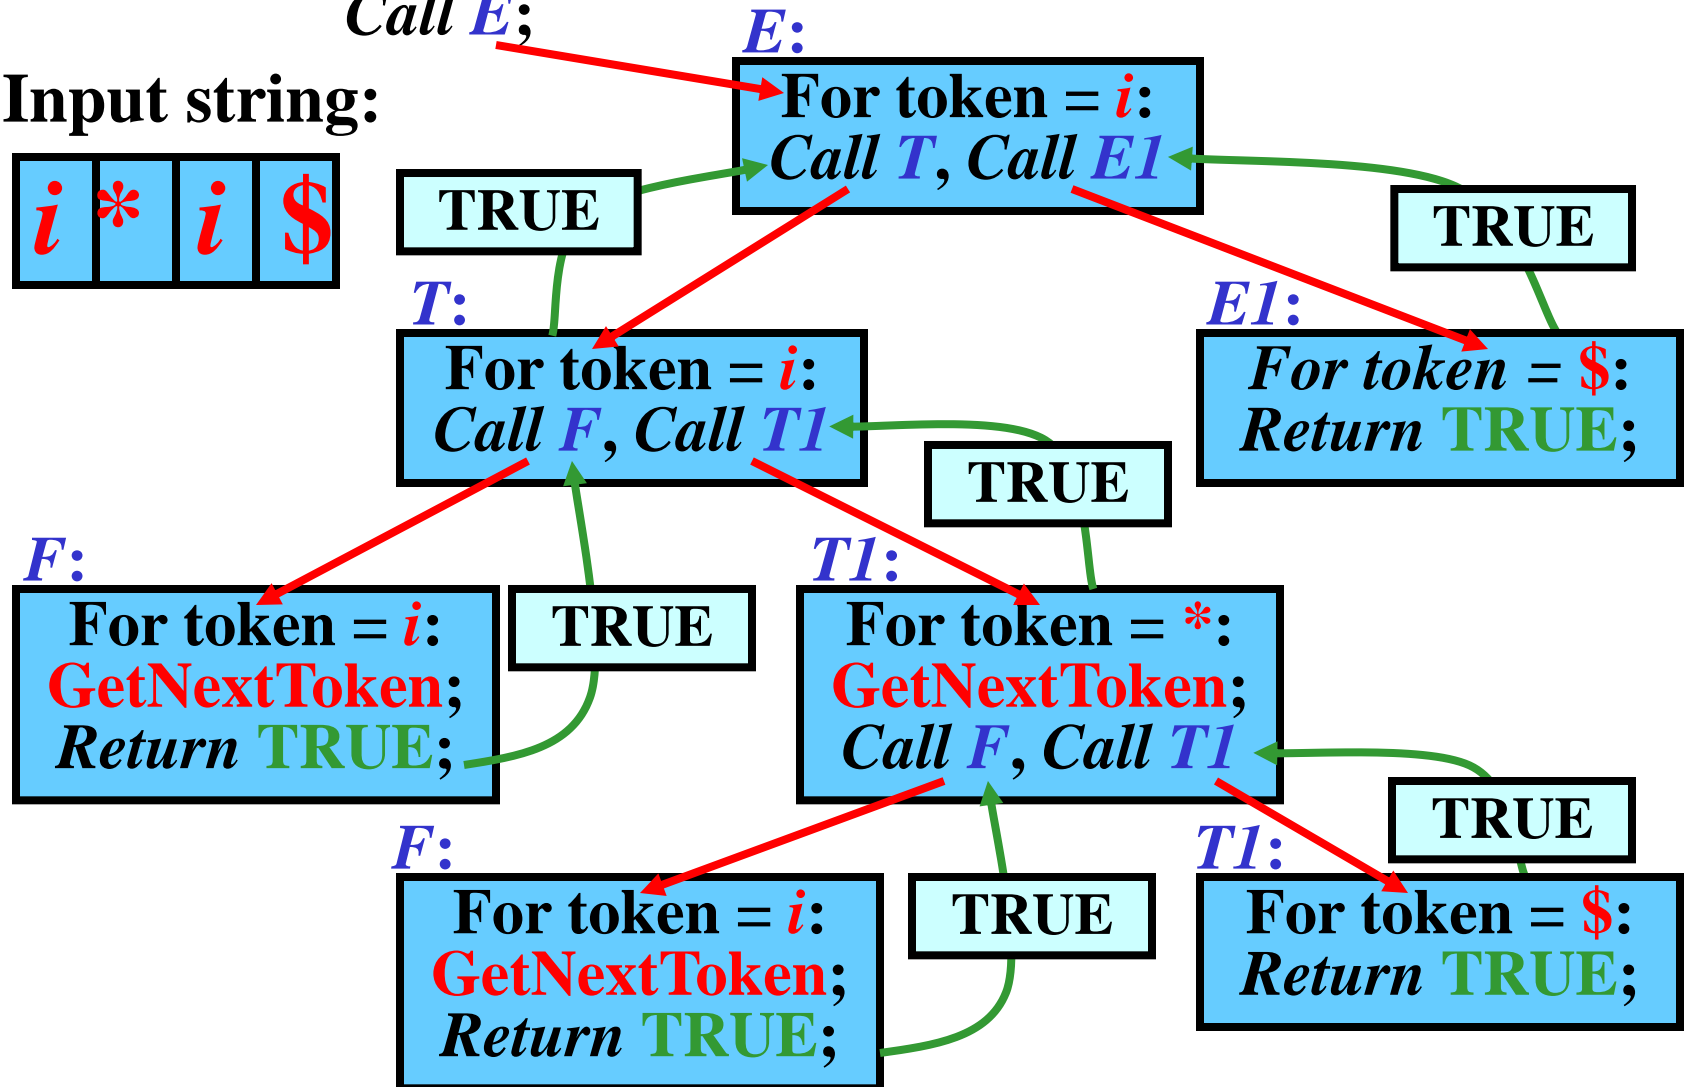 Call E;
Input string:
i * i $
E:
For token = i:
Call T, Call E1
TRUE
TRUE
T:
For token = i:
Call F, Call T1
E1:
For token = $:
Return TRUE;
TRUE
F:
For token = i:
GetNextToken;
Return TRUE;
TRUE
T1:
For token = *:
GetNextToken;
Call F, Call T1
F:
For token = i:
GetNextToken;
Return TRUE;
TRUE
TRUE
T1:
For token = $:
Return TRUE;